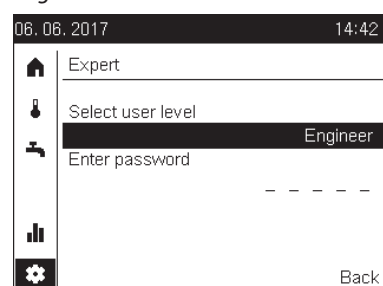 06. 06. 2017 14:42
Expert
Select user level
Engineer
Enter password
_ _ _ _ _
Back